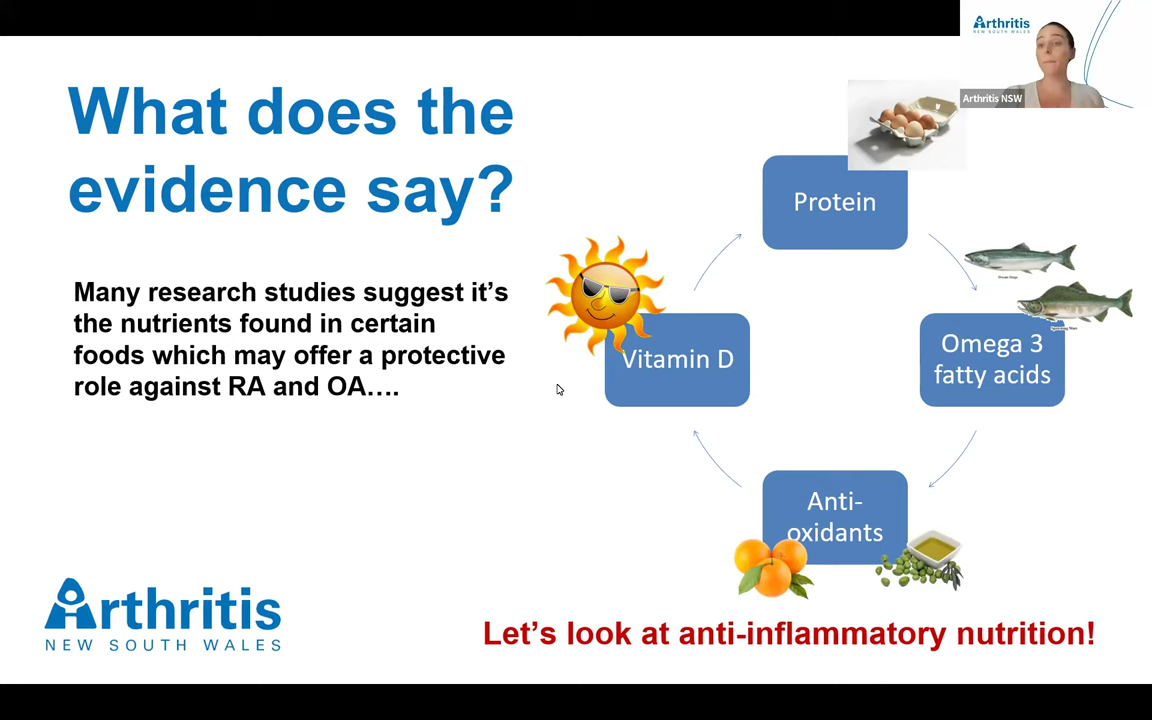 Arthritis
NEW SOUTH WALES
Arthritis NSW
What does the
evidence say?
Many research studies suggest it’s
the nutrients found in certain
foods which may offer a protective
role against RA and OA….
Protein
Omega 3
fatty acids
Anti-
oxidants
Vitamin D
Arthritis
NEW SOUTH WALES
Let’s look at anti-inflammatory nutrition!